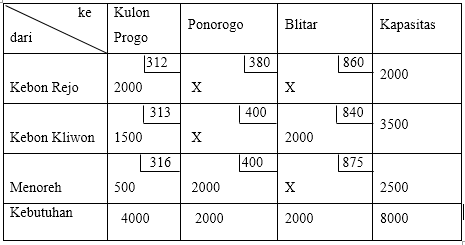 ke
dari
Kulon Progo
Ponorogo
Blitar
Kapasitas
312 380 860
Kebon Rejo 2000 X X 2000
313 400 840
Kebon Kliwon 1500 X 2000 3500
316 400 875
Menoreh 500 2000 X 2500
Kebutuhan 4000 2000 2000 8000